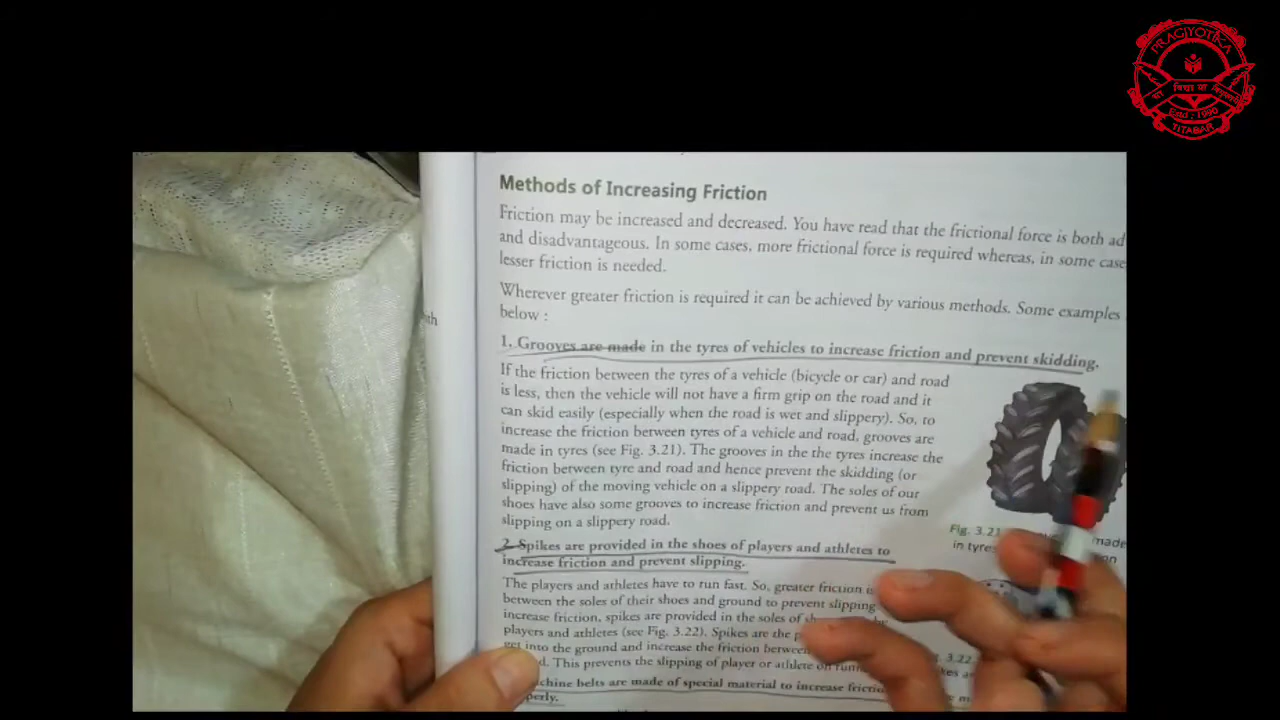 PRAGJYOTIKA
Estd : 1990
TITABAR
Methods of Increasing Friction
Friction may be increased and decreased. You have read that the frictional force is both ad
and disadvantageous. In some cases, more frictional force is required whereas, in some case
lesser friction is needed.
Wherever greater friction is required it can be achieved by various methods. Some examples
below :
1. Grooves are made in the tyres of vehicles to increase friction and prevent skidding.
If the friction between the tyres of a vehicle (bicycle or car) and road
is less, then the vehicle will not have a firm grip on the road and it
can skid easily (especially when the road is wet and slippery). So, to
increase the friction between tyres of a vehicle and road, grooves are
made in tyres (see Fig. 3.21). The grooves in the the tyres increase the
friction between tyre and road and hence prevent the skidding (or
slipping) of the moving vehicle on a slippery road. The soles of our
shoes have also some grooves to increase friction and prevent us from
slipping on a slippery road.
Fig. 3.21 made
in tyres
2. Spikes are provided in the shoes of players and athletes to
increase friction and prevent slipping.
The players and athletes have to run fast. So, greater friction is
between the soles of their shoes and ground to prevent slipping
increase friction, spikes are provided in the soles of
players and athletes (see Fig. 3.22). Spikes are the
get into the ground and increase the friction between
This prevents the slipping of player or athlete on
3.22
belts are made of special material to increase